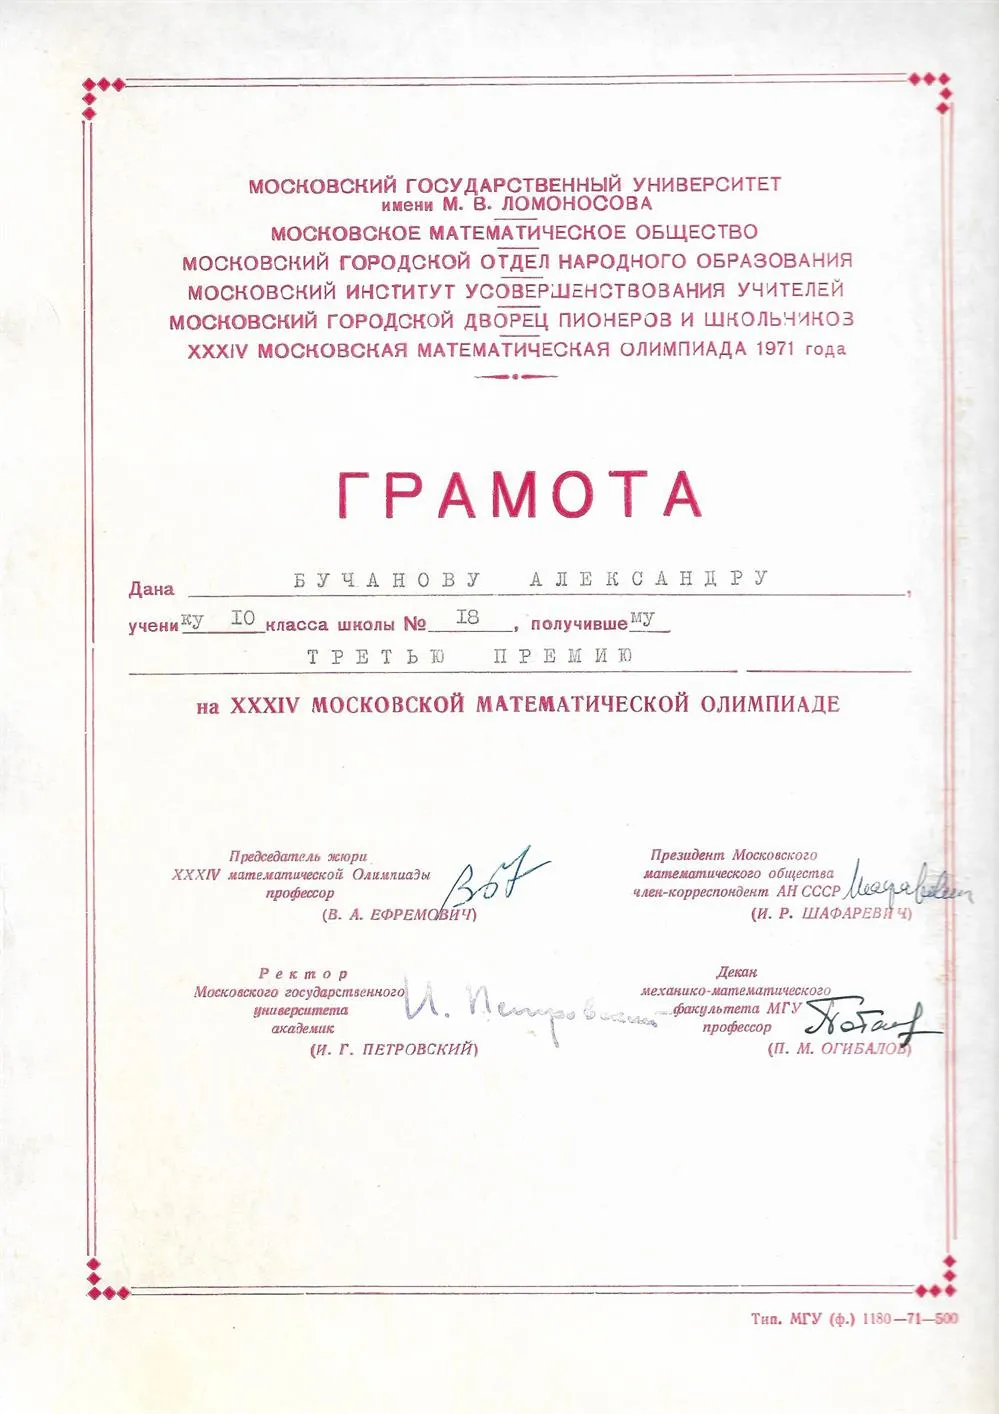 МОСКОВСКИЙ ГОСУДАРСТВЕННЫЙ УНИВЕРСИТЕТ
имени М. В. ЛОМОНОСОВА
МОСКОВСКОЕ МАТЕМАТИЧЕСКОЕ ОБЩЕСТВО
МОСКОВСКИЙ ГОРОДСКОЙ ОТДЕЛ НАРОДНОГО ОБРАЗОВАНИЯ
МОСКОВСКИЙ ИНСТИТУТ УСОВЕРШЕНСТВОВАНИЯ УЧИТЕЛЕЙ
МОСКОВСКИЙ ГОРОДСКОЙ ДВОРЕЦ ПИОНЕРОВ И ШКОЛЬНИКОВ
XXXIV МОСКОВСКАЯ МАТЕМАТИЧЕСКАЯ ОЛИМПИАДА 1971 года
ГРАМОТА
Дана БУЧАНОВУ АЛЕКСАНДРУ,
ученику 10 класса школы № 18, получившему
ТРЕТЬЮ ПРЕМИЮ
на XXXIV МОСКОВСКОЙ МАТЕМАТИЧЕСКОЙ ОЛИМПИАДЕ
Председатель жюри
XXXIV математической Олимпиады
профессор
(В. А. ЕФРЕМОВИЧ)
Президент Московского
математического общества
член-корреспондент АН СССР
(И. Р. ШАФАРЕВИЧ)
Ректор
Московского государственного
университета
академик
И. Петровский
(И. Г. ПЕТРОВСКИЙ)
Декан
механико-математического
факультета МГУ
профессор
(П. М. ОГИБАЛОВ)
Тип. МГУ (ф.) 1180—71—500